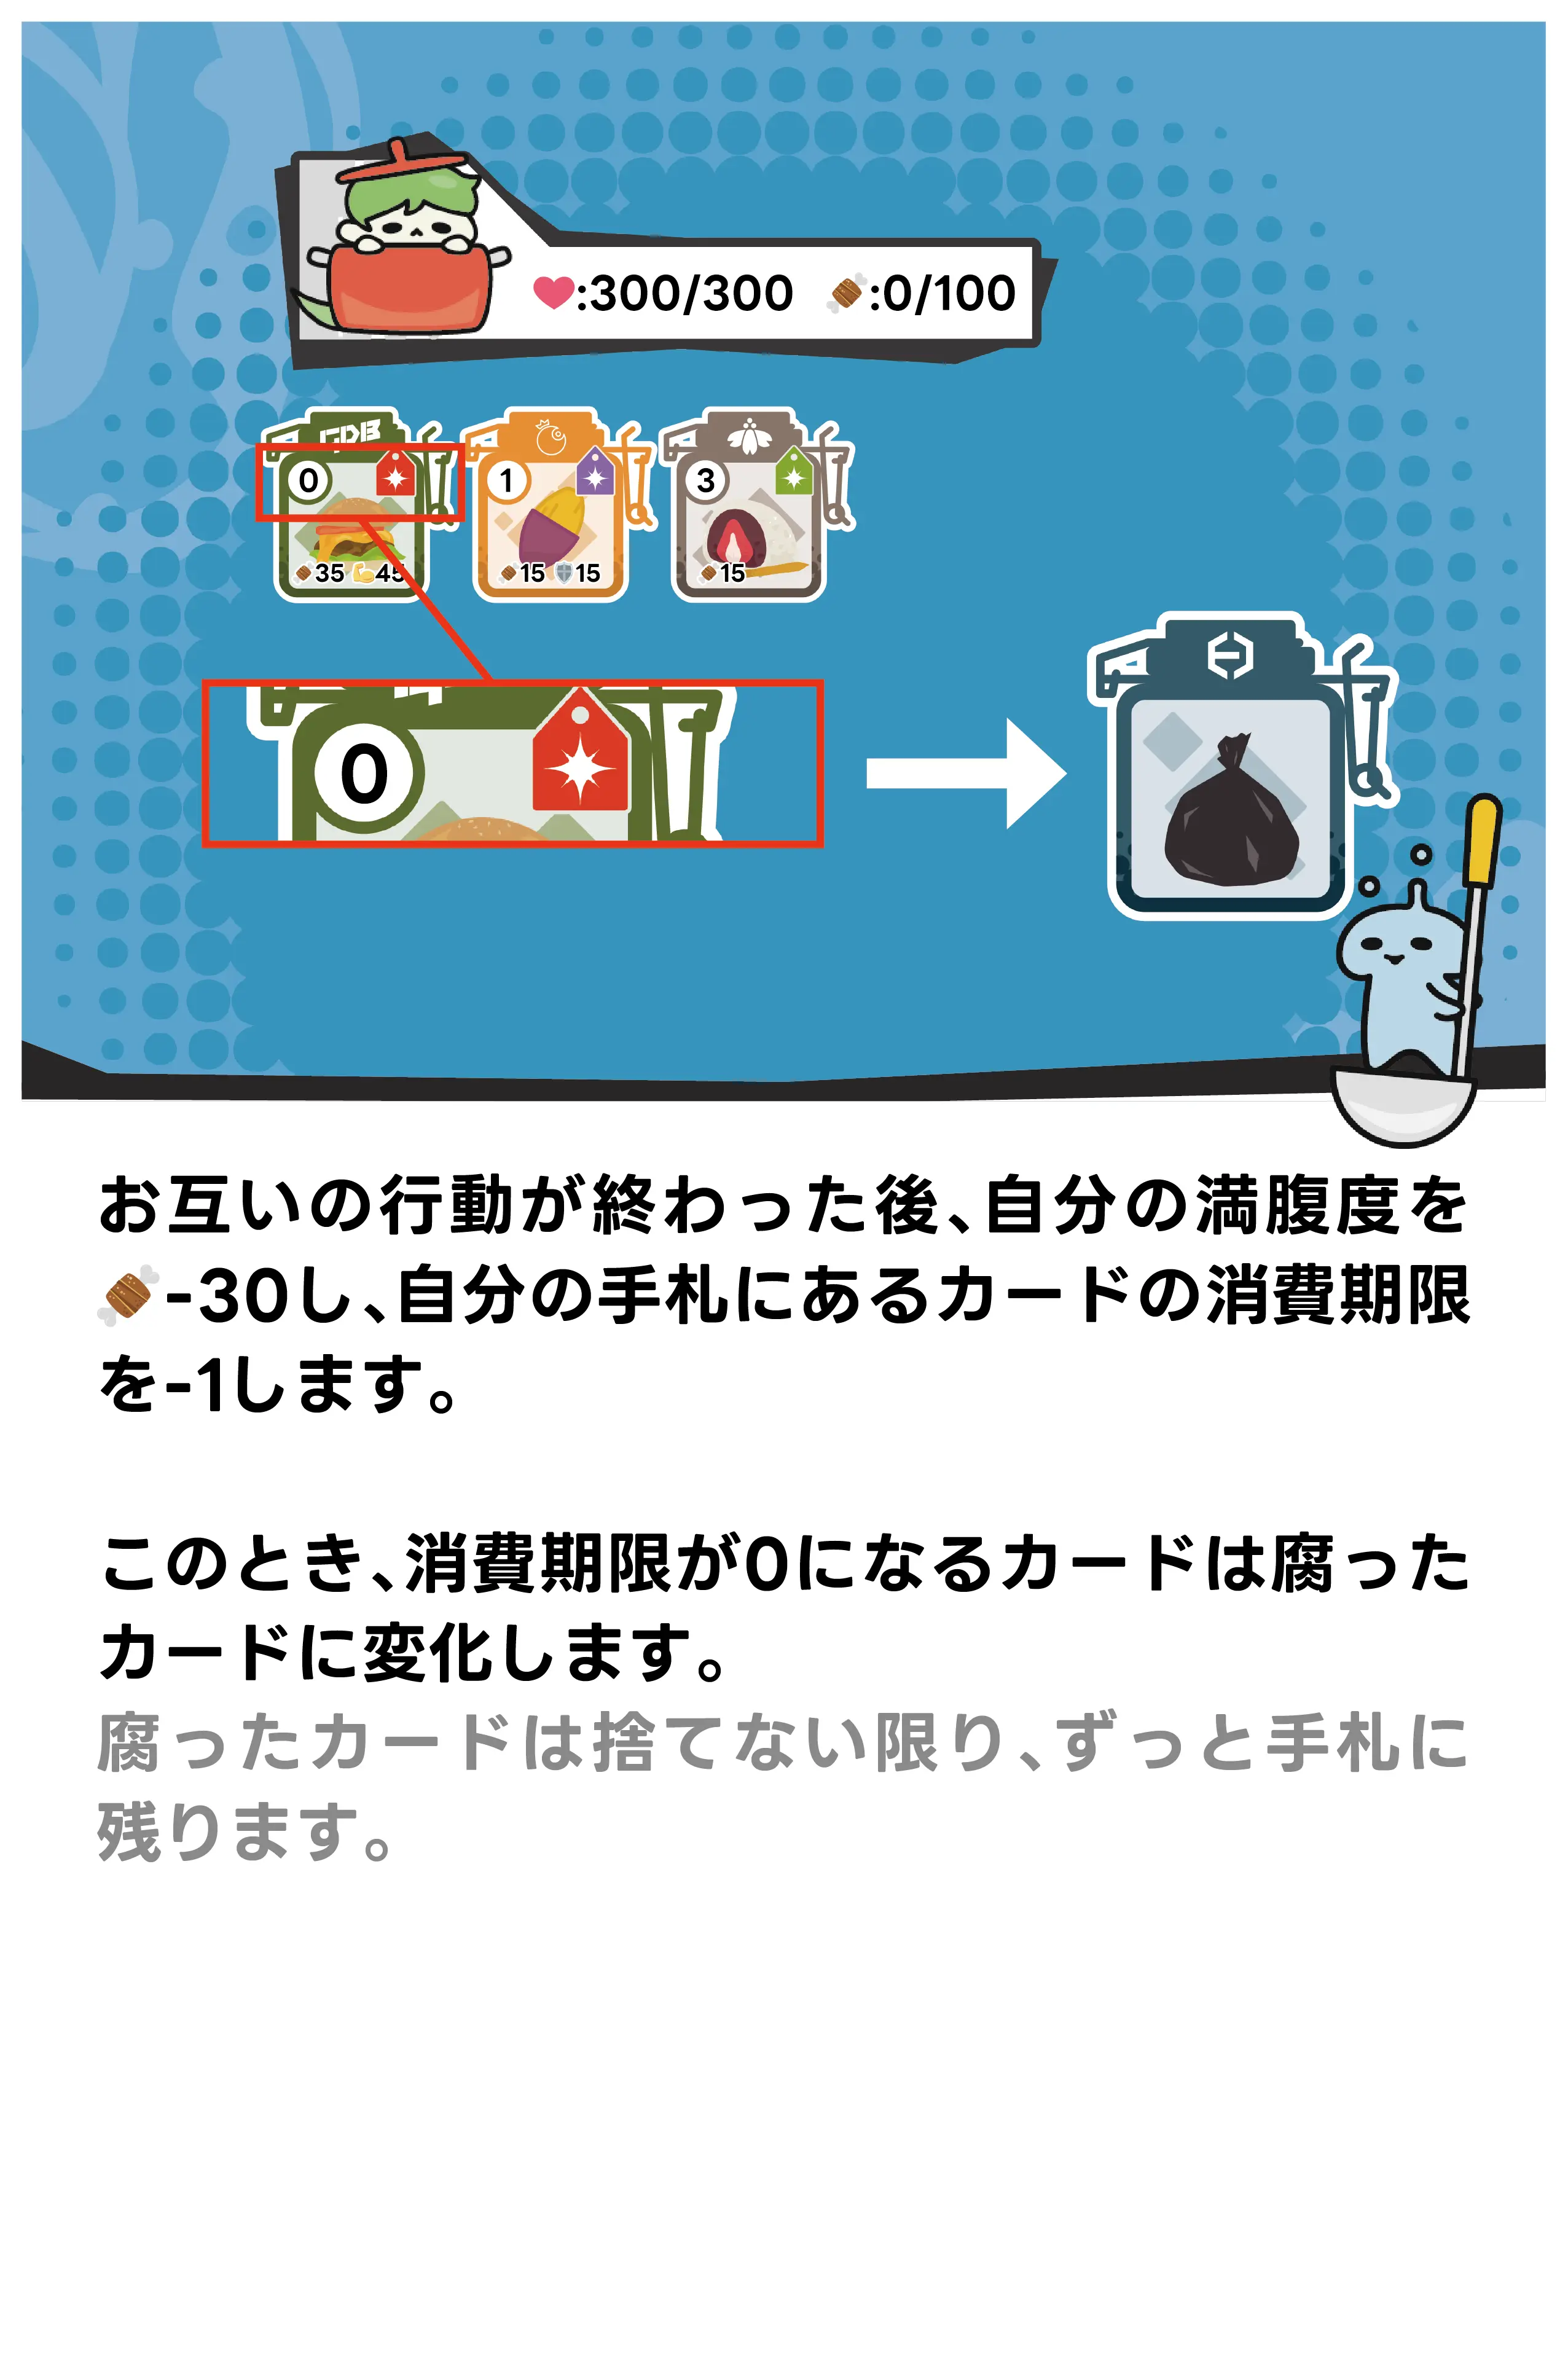 :300/300 :0/100
GDB
0 1 3
35 45 15 15 15
0
お互いの行動が終わった後、自分の満腹度を
-30し、自分の手札にあるカードの消費期限
を-1します。
このとき、消費期限が0になるカードは腐った
カードに変化します。
腐ったカードは捨てない限り、ずっと手札に
残ります。